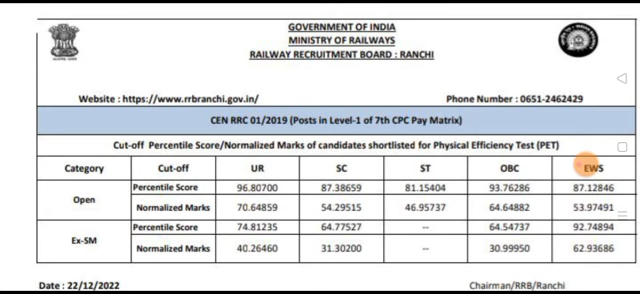 GOVERNMENT OF INDIA
MINISTRY OF RAILWAYS
RAILWAY RECRUITMENT BOARD : RANCHI
Website : https://www.rrbranchi.gov.in/ Phone Number : 0651-2462429
CEN RRC 01/2019 (Posts in Level-1 of 7th CPC Pay Matrix)
Cut-off Percentile Score/Normalized Marks of candidates shortlisted for Physical Efficiency Test (PET)
Category Cut-off UR SC ST OBC EWS
Open Percentile Score 96.80700 87.38659 81.15404 93.76286 87.12846
Normalized Marks 70.64859 54.29515 46.95737 64.64882 53.97491
Ex-SM Percentile Score 74.81235 64.77527 -- 64.54737 92.74894
Normalized Marks 40.26460 31.30200 -- 30.99950 62.93686
Date : 22/12/2022 Chairman/RRB/Ranchi